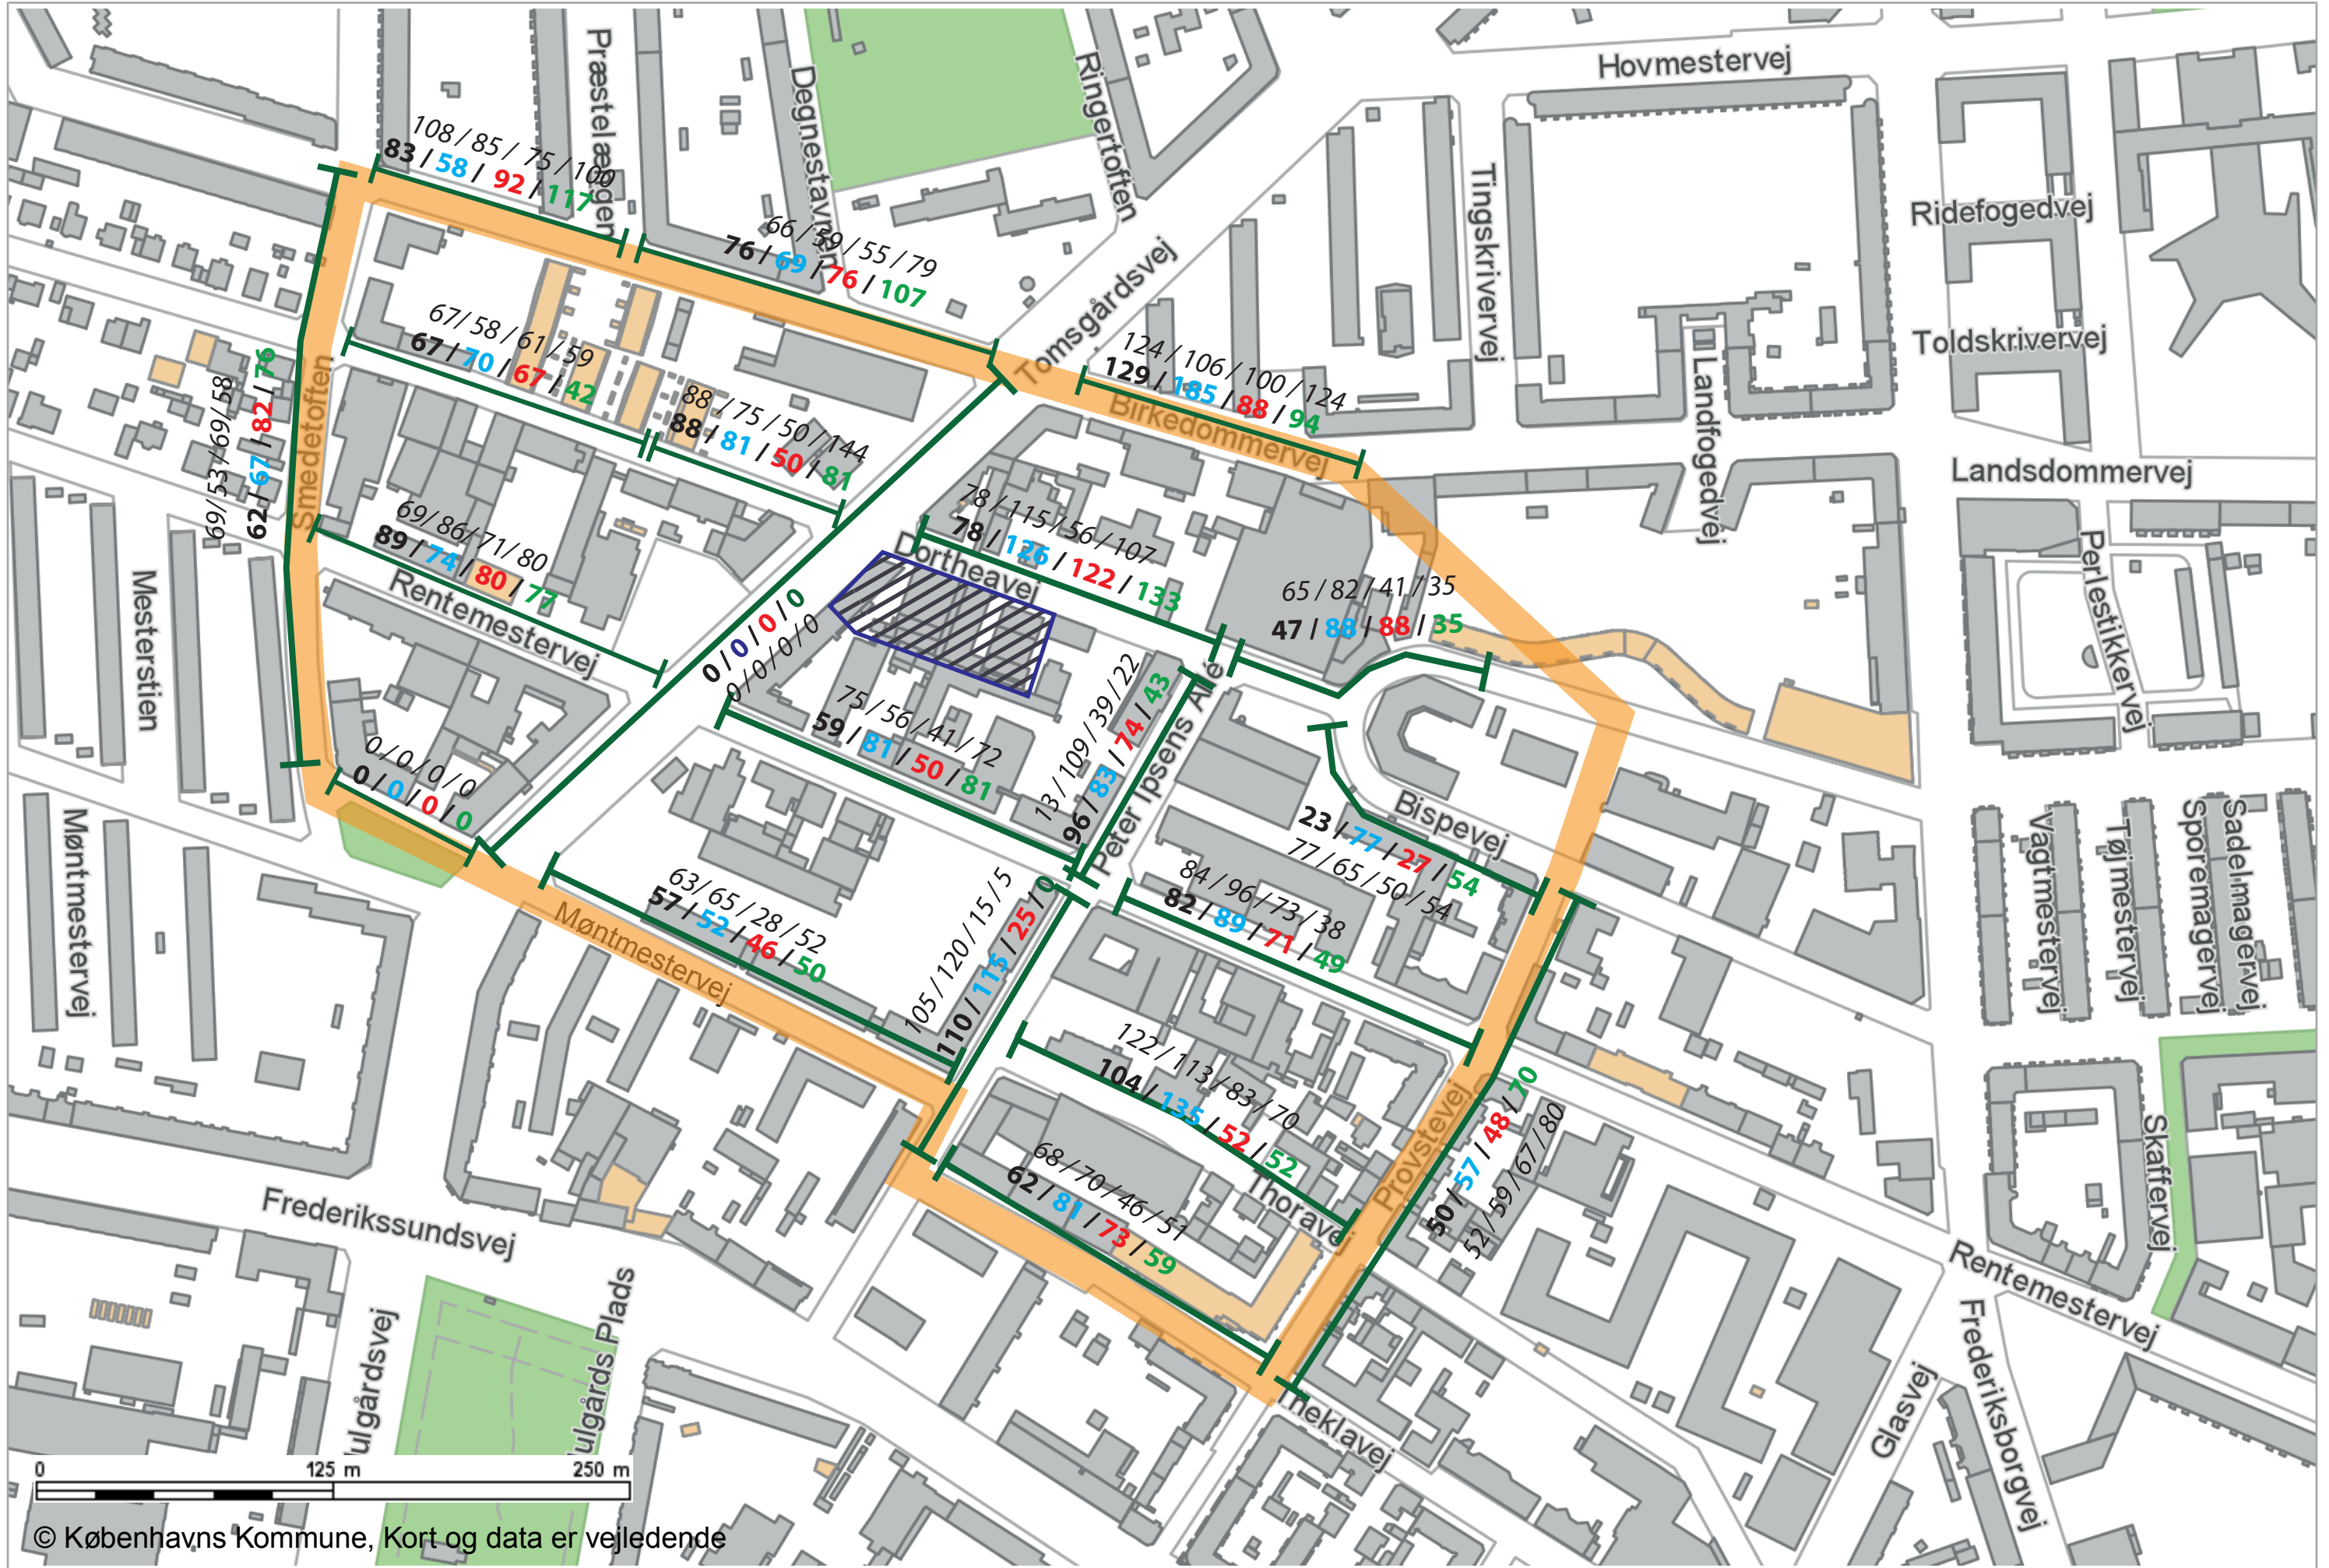 Hovmestervej
Præstelængen
Degnestavnen
Ringertoften
108 / 85 / 75 / 100
83 / 58 / 92 / 117
66 / 59 / 55 / 79
76 / 69 / 76 / 107
Tingskrivervej
Ridefogedvej
Tomsgårdsvej
Toldskrivervej
67 / 58 / 61 / 59
67 / 70 / 67 / 42
124 / 106 / 100 / 124
129 / 185 / 88 / 94
Birkedommervej
Landfogedvej
Smedetoften
69 / 53 / 69 / 58
62 / 67 / 82 / 76
88 / 75 / 50 / 144
88 / 81 / 50 / 81
Landsdommervej
69 / 86 / 71 / 80
89 / 74 / 80 / 77
Rentemestervej
78 / 115 / 56 / 107
78 / 126 / 122 / 133
Dortheavej
Perlestikkervej
Mesterstien
65 / 82 / 41 / 35
47 / 88 / 88 / 35
0 / 0 / 0 / 0
0 / 0 / 0 / 0
75 / 56 / 41 / 72
59 / 81 / 50 / 81
13 / 109 / 39 / 22
96 / 83 / 74 / 43
Peter Ipsens Alle
0 / 0 / 0 / 0
0 / 0 / 0 / 0
Bispevej
23 / 77 / 27 / 54
77 / 65 / 50 / 54
Møntmestervej
Vagtmestervej
Tøjmestervej
Sporemagervej
Sadelmagervej
84 / 96 / 73 / 38
82 / 89 / 71 / 49
63 / 65 / 28 / 52
57 / 52 / 46 / 50
Møntmestervej
105 / 120 / 15 / 5
110 / 115 / 25 / 0
122 / 113 / 83 / 70
104 / 135 / 52 / 52
Thoravej
Provstevej
50 / 57 / 48 / 70
52 / 59 / 67 / 80
Skaffervej
68 / 70 / 46 / 51
62 / 81 / 73 / 59
Frederikssundsvej
Rentemestervej
Frederiksborgvej
Glasvej
Theklavej
ulgårdsvej
ulgårds Plads
0 125 m 250 m
© Københavns Kommune, Kort og data er vejledende